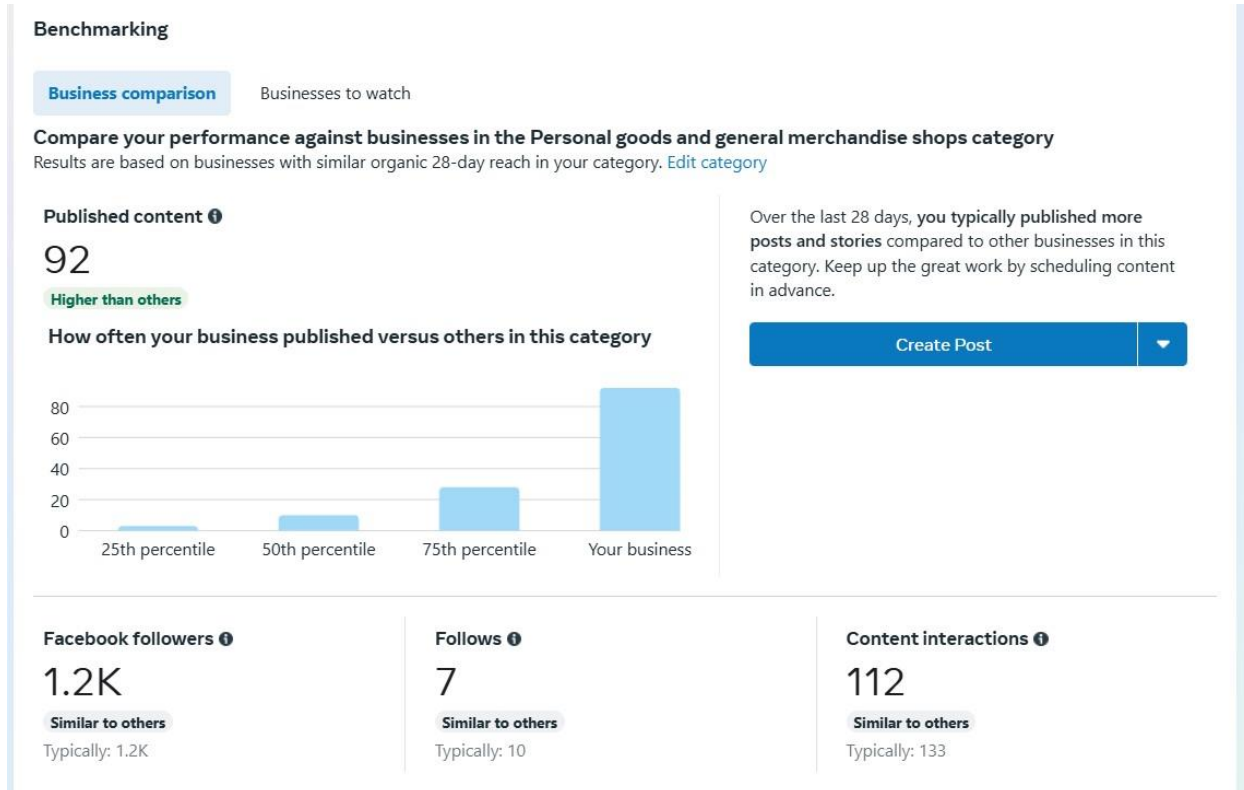 Benchmarking
Business comparison
Businesses to watch
Compare your performance against businesses in the Personal goods and general merchandise shops category
Results are based on businesses with similar organic 28-day reach in your category. Edit category
Published content
92
Higher than others
How often your business published versus others in this category
80
60
40
20
0
25th percentile
50th percentile
75th percentile
Your business
Over the last 28 days, you typically published more
posts and stories compared to other businesses in this
category. Keep up the great work by scheduling content
in advance.
Create Post
Facebook followers
1.2K
Similar to others
Typically: 1.2K
Follows
7
Similar to others
Typically: 10
Content interactions
112
Similar to others
Typically: 133